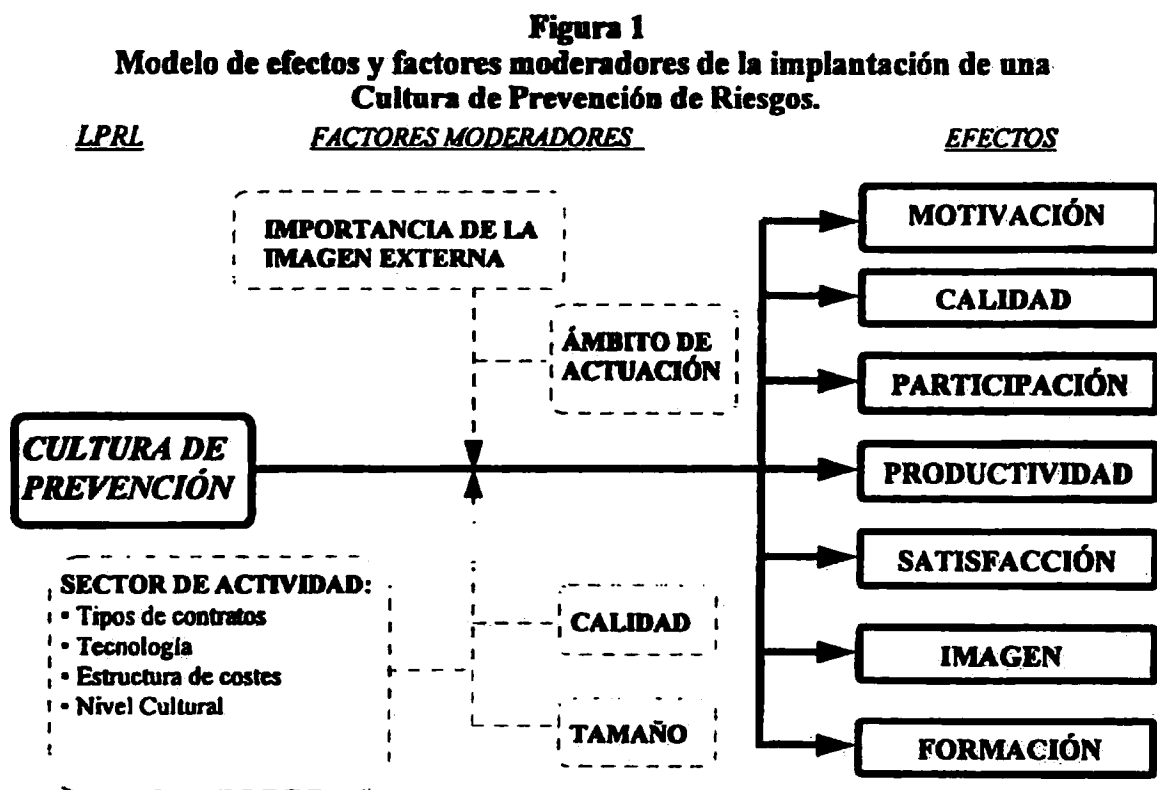 Figura 1
Modelo de efectos y factores moderadores de la implantación de una
Cultura de Prevención de Riesgos.
LPRL
FACTORES MODERADORES
EFECTOS
IMPORTANCIA DE LA
IMAGEN EXTERNA
ÁMBITO DE
ACTUACIÓN
CULTURA DE
PREVENCIÓN
SECTOR DE ACTIVIDAD:
- Tipos de contratos
- Tecnología
- Estructura de costes
- Nivel Cultural
CALIDAD
TAMAÑO
MOTIVACIÓN
CALIDAD
PARTICIPACIÓN
PRODUCTIVIDAD
SATISFACCIÓN
IMAGEN
FORMACIÓN